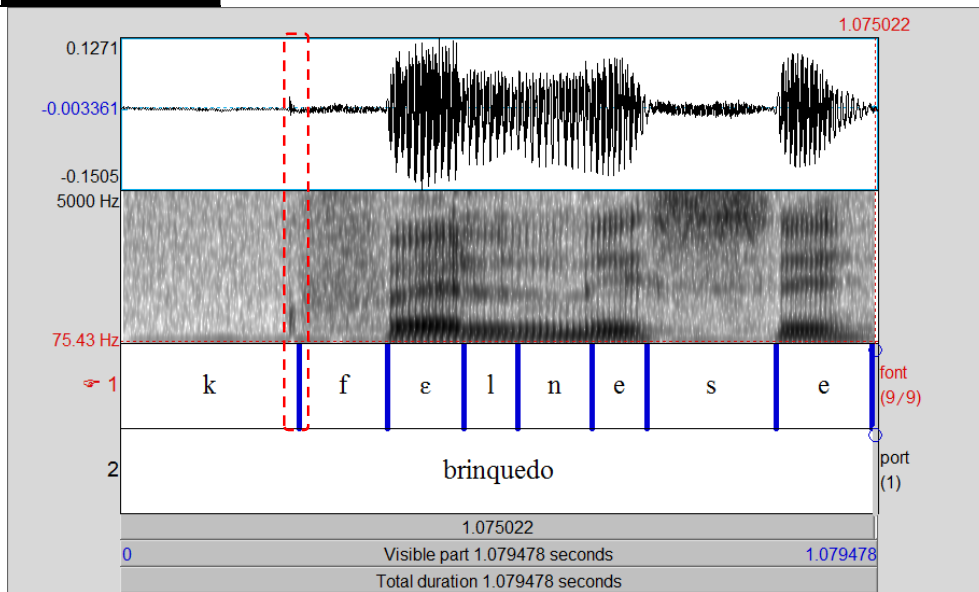 1.075022
0.1271
-0.003361
-0.1505
5000 Hz
75.43 Hz
☞ 1 k f ɛ l n e s e font (9/9)
2 brinquedo port (1)
1.075022
0 Visible part 1.079478 seconds 1.079478
Total duration 1.079478 seconds